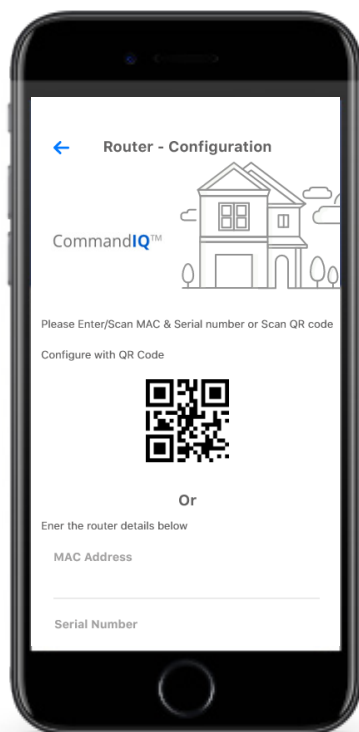 Router - Configuration
CommandIQ™
Please Enter/Scan MAC & Serial number or Scan QR code
Configure with QR Code
Or
Ener the router details below
MAC Address
Serial Number